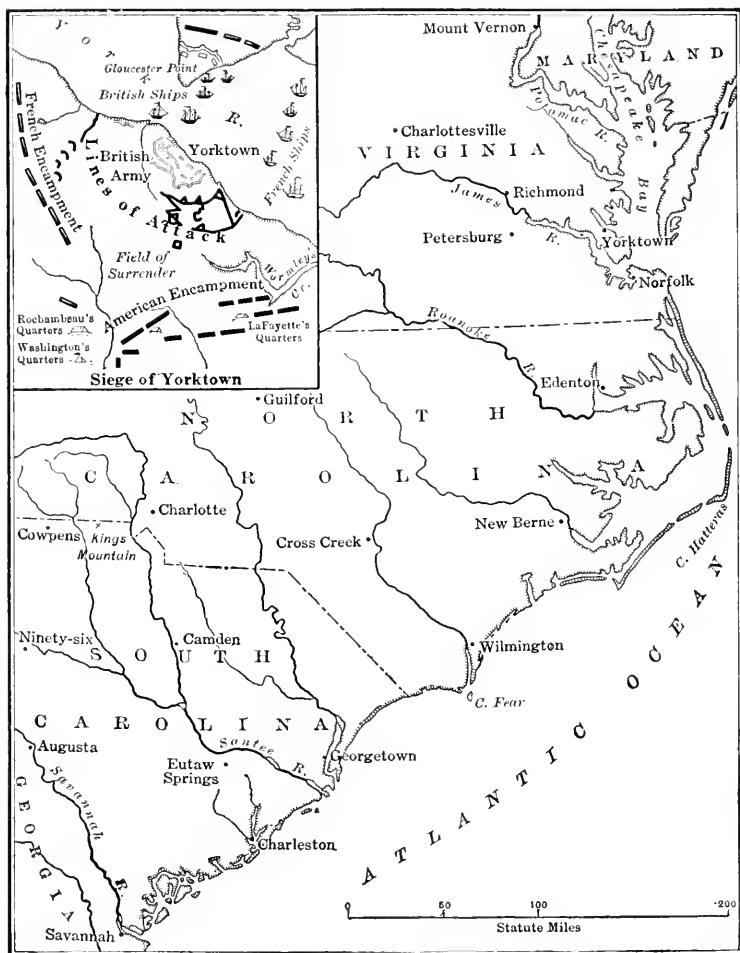 J O
Gloucester Point
British Ships
R.
French Encampment
Lines of Attack
British
Army
Yorktown
French Ships
Field of
Surrender
Wormley's
Cr.
American Encampment
Rochambeau's
Quarters
LaFayette's
Quarters
Washington's
Quarters
Siege of Yorktown
Mount Vernon
MARYLAND
Chesapeake
Bay
Potomac R.
Charlottesville
VIRGINIA
James
R.
Richmond
Petersburg
Yorktown
Norfolk
Roanoke
R.
Edenton
Guilford
NORTH
CAROLINA
Charlotte
New Berne
Cowpens
Kings
Mountain
Cross Creek
C. Hatteras
Ninety-six
Camden
SOUTH
Wilmington
C. Fear
CAROLINA
Augusta
Santee
R.
Georgetown
Eutaw
Springs
Savannah
R.
GEORGIA
Charleston
Savannah
ATLANTIC OCEAN
0 50 100 200
Statute Miles